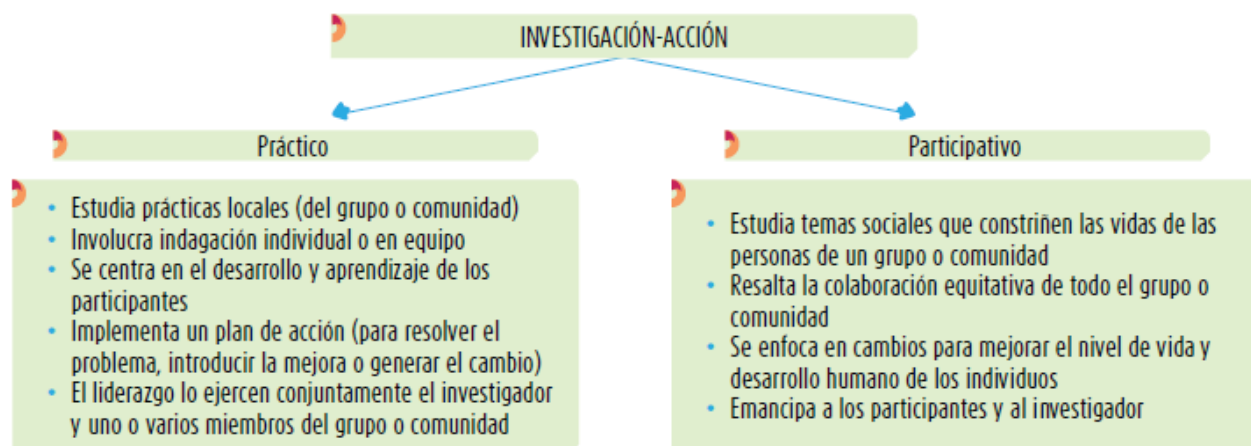 INVESTIGACIÓN-ACCIÓN
Práctico
• Estudia prácticas locales (del grupo o comunidad)
• Involucra indagación individual o en equipo
• Se centra en el desarrollo y aprendizaje de los
participantes
• Implementa un plan de acción (para resolver el
problema, introducir la mejora o generar el cambio)
• El liderazgo lo ejercen conjuntamente el investigador
y uno o varios miembros del grupo o comunidad
Participativo
• Estudia temas sociales que constriñen las vidas de las
personas de un grupo o comunidad
• Resalta la colaboración equitativa de todo el grupo o
comunidad
• Se enfoca en cambios para mejorar el nivel de vida y
desarrollo humano de los individuos
• Emancipa a los participantes y al investigador